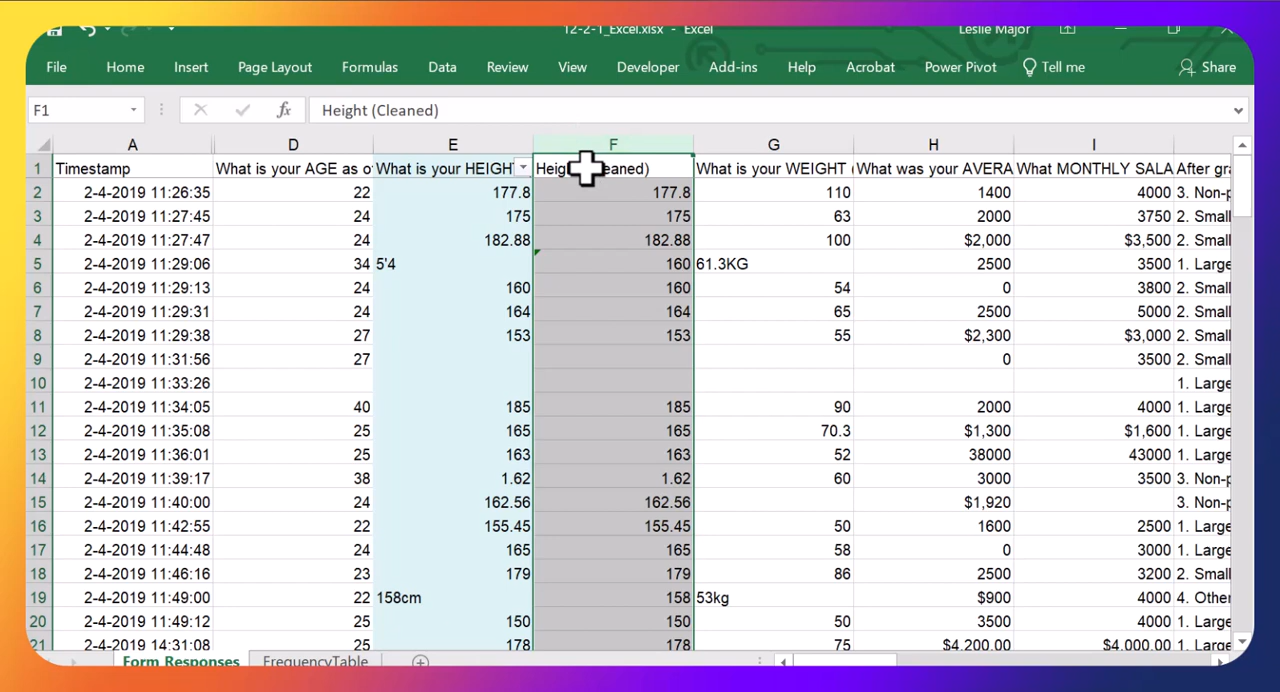 12-2-1_Excel.xlsx - Excel Leslie Major
File Home Insert Page Layout Formulas Data Review View Developer Add-ins Help Acrobat Power Pivot Tell me Share
F1 fx Height (Cleaned)
A D E F G H I
1 Timestamp What is your AGE as o What is your HEIGHT eaned) What is your WEIGHT ( What was your AVERA What MONTHLY SALA After gra
2 2-4-2019 11:26:35 22 177.8 177.8 110 1400 4000 3. Non-p
3 2-4-2019 11:27:45 24 175 175 63 2000 3750 2. Small
4 2-4-2019 11:27:47 24 182.88 182.88 100 $2,000 $3,500 2. Small
5 2-4-2019 11:29:06 34 5'4 160 61.3KG 2500 3500 1. Large
6 2-4-2019 11:29:13 24 160 160 54 0 3800 2. Small
7 2-4-2019 11:29:31 24 164 164 65 2500 5000 2. Small
8 2-4-2019 11:29:38 27 153 153 55 $2,300 $3,000 2. Small
9 2-4-2019 11:31:56 27 0 3500 2. Small
10 2-4-2019 11:33:26 1. Large
11 2-4-2019 11:34:05 40 185 185 90 2000 4000 1. Large
12 2-4-2019 11:35:08 25 165 165 70.3 $1,300 $1,600 1. Large
13 2-4-2019 11:36:01 25 163 163 52 38000 43000 1. Large
14 2-4-2019 11:39:17 38 1.62 1.62 60 3000 3500 3. Non-p
15 2-4-2019 11:40:00 24 162.56 162.56 $1,920 3. Non-p
16 2-4-2019 11:42:55 22 155.45 155.45 50 1600 2500 1. Large
17 2-4-2019 11:44:48 25 165 165 58 0 3000 1. Large
18 2-4-2019 11:46:16 23 179 179 86 2500 3200 2. Small
19 2-4-2019 11:49:00 22 158cm 158 53kg $900 4000 4. Other
20 2-4-2019 11:49:12 25 150 150 50 3500 4000 1. Large
21 2-4-2019 14:31:08 25 178 178 75 $4,200.00 $4,000.00 1. Large
Form Responses FrequencyTable